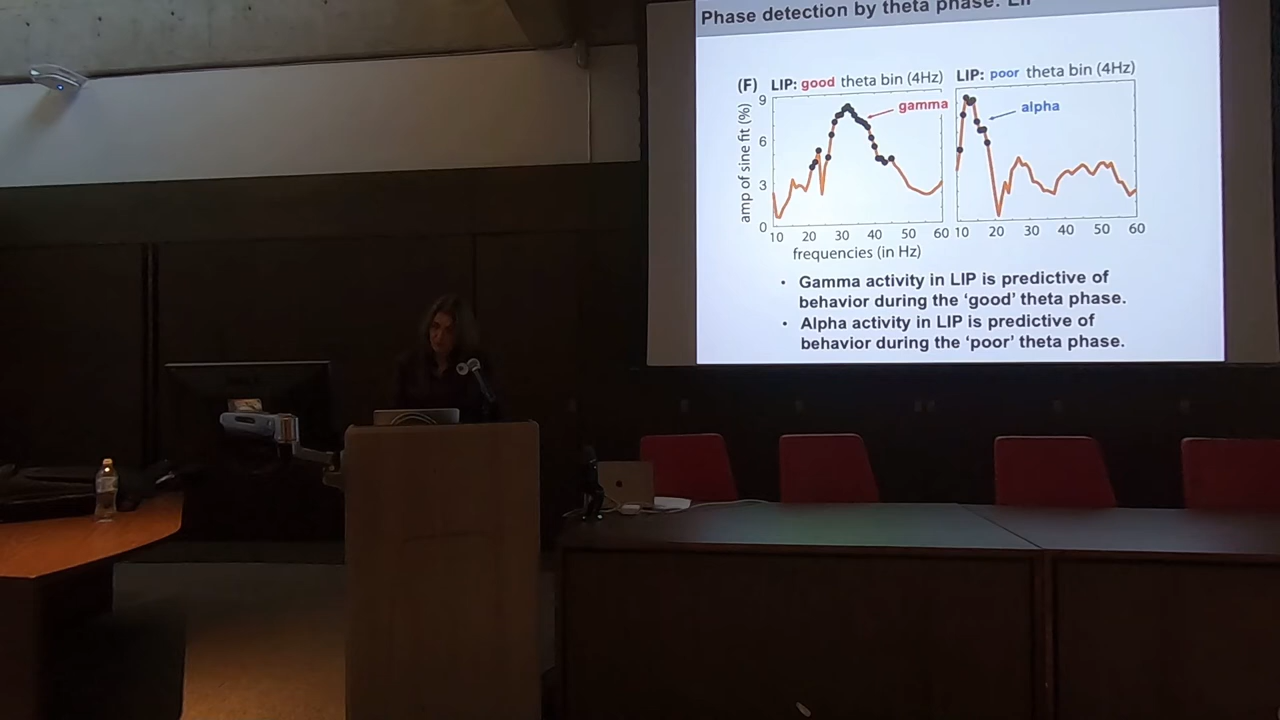 Phase detection by theta phase: LIP
(F) LIP: good theta bin (4Hz) LIP: poor theta bin (4Hz)
amp of sine fit (%)
9
6
3
0
gamma
alpha
10 20 30 40 50 60 10 20 30 40 50 60
frequencies (in Hz)
• Gamma activity in LIP is predictive of
behavior during the 'good' theta phase.
• Alpha activity in LIP is predictive of
behavior during the 'poor' theta phase.